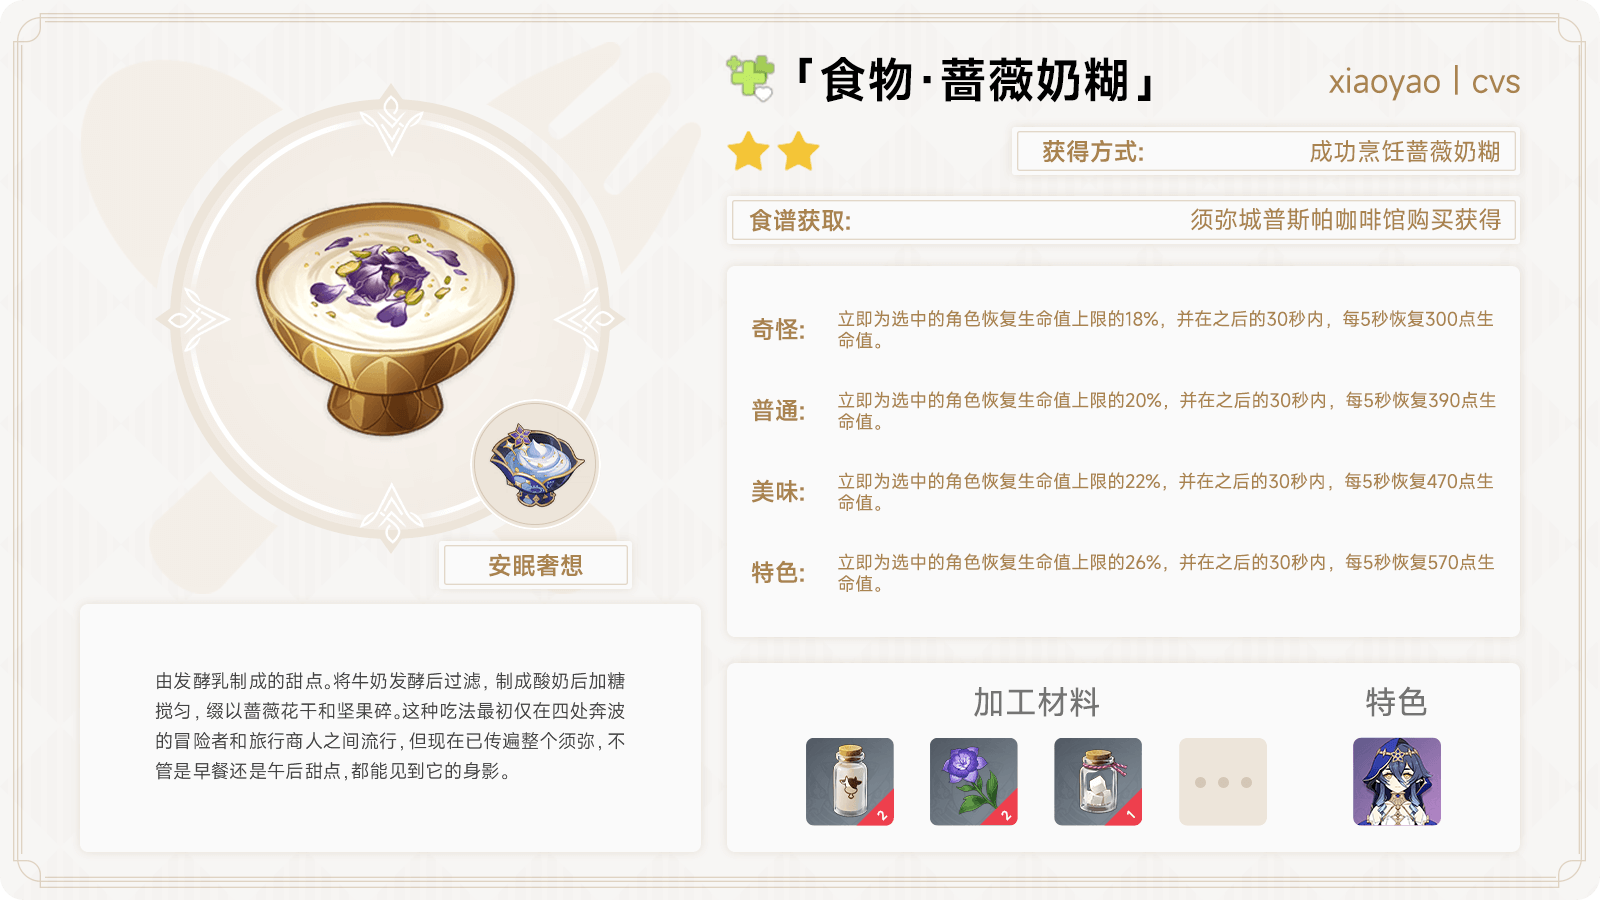 「食物·蔷薇奶糊」
xiaoyao | cvs
获得方式:
成功烹饪蔷薇奶糊
食谱获取:
须弥城普斯帕咖啡馆购买获得
奇怪:
立即为选中的角色恢复生命值上限的18%，并在之后的30秒内，每5秒恢复300点生
命值。
普通:
立即为选中的角色恢复生命值上限的20%，并在之后的30秒内，每5秒恢复390点生
命值。
美味:
立即为选中的角色恢复生命值上限的22%，并在之后的30秒内，每5秒恢复470点生
命值。
特色:
立即为选中的角色恢复生命值上限的26%，并在之后的30秒内，每5秒恢复570点生
命值。
安眠奢想
由发酵乳制成的甜点。将牛奶发酵后过滤，制成酸奶后加糖
搅匀，缀以蔷薇花干和坚果碎。这种吃法最初仅在四处奔波
的冒险者和旅行商人之间流行，但现在已传遍整个须弥，不
管是早餐还是午后甜点，都能见到它的身影。
加工材料
特色
2
2
1